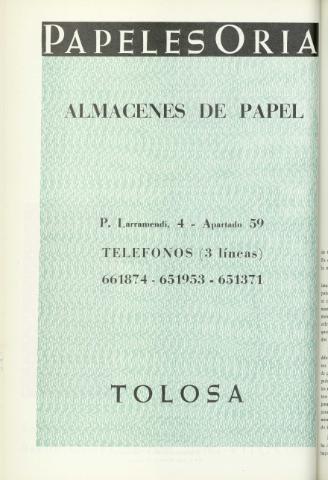 PAPELES ORIA
ALMACENES DE PAPEL
P. Larramendi, 4 - Apartado 59
TELEFONOS (3 líneas)
661874 - 651953 - 651371
TOLOSA